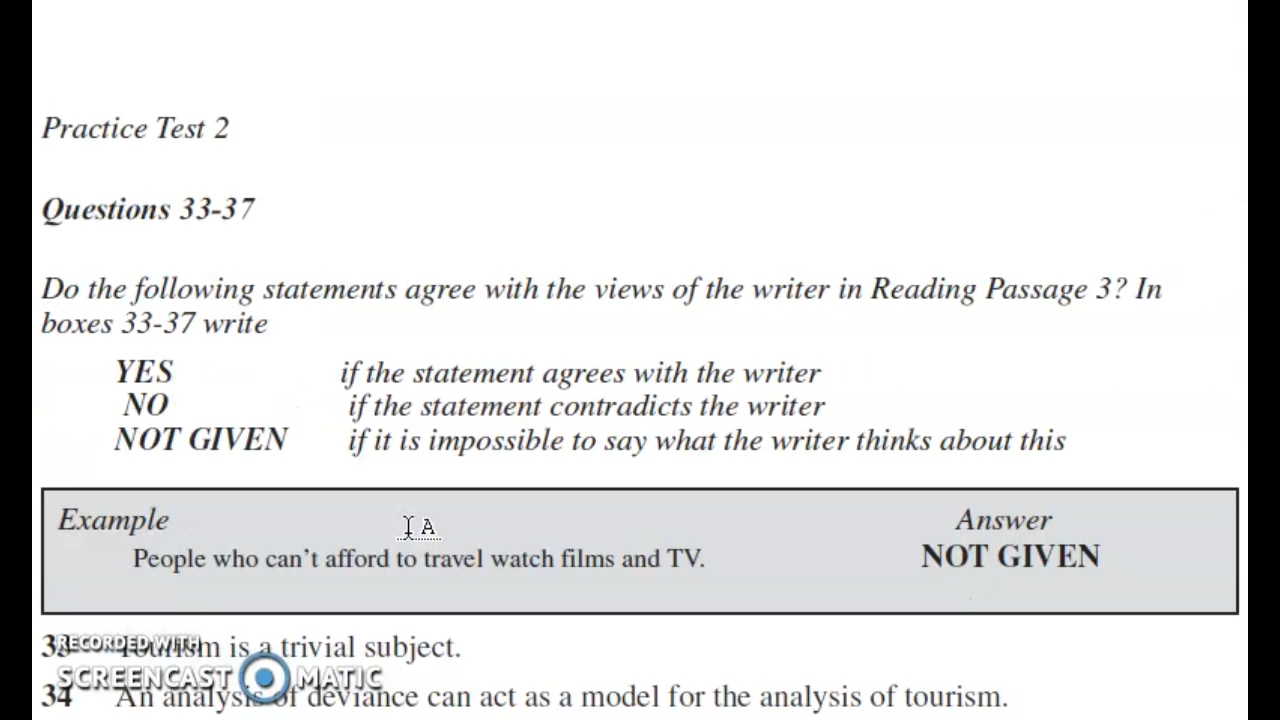 Practice Test 2
Questions 33-37
Do the following statements agree with the views of the writer in Reading Passage 3? In
boxes 33-37 write
YES if the statement agrees with the writer
NO if the statement contradicts the writer
NOT GIVEN if it is impossible to say what the writer thinks about this
Example Answer
People who can't afford to travel watch films and TV. NOT GIVEN
33 Tourism is a trivial subject.
RECORDED WITH
SCREENCAST MATIC
34 An analysis of deviance can act as a model for the analysis of tourism.